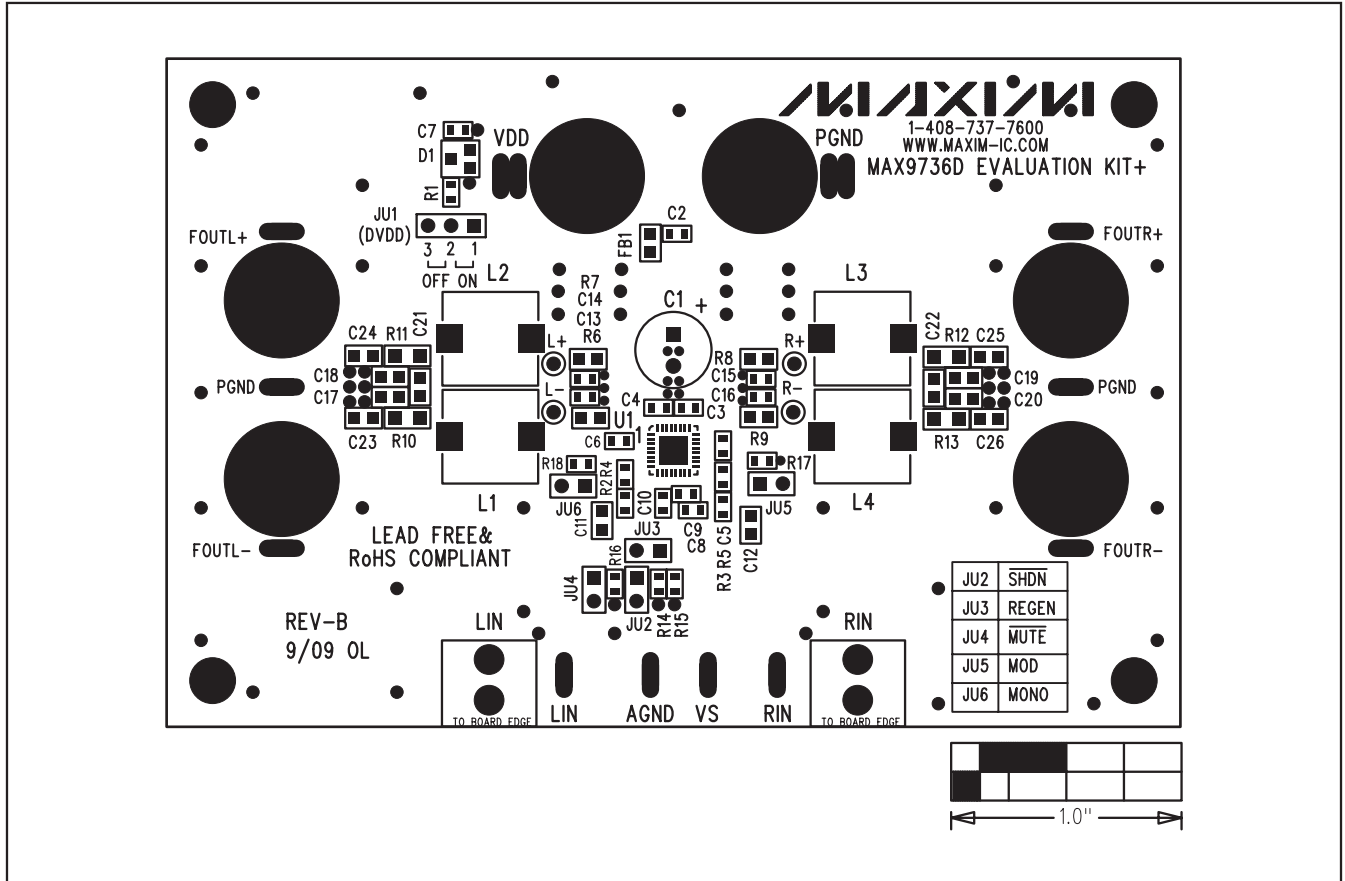 MAXIM
1-408-737-7600
WWW.MAXIM-IC.COM
MAX9736D EVALUATION KIT+
C7
VDD
PGND
D1
R1
JU1
(DVDD)
3 2 1
OFF ON
C2
FB1
FOUTL+
FOUTR+
L2
R7
C14
C13
R6
C1 +
L3
C24 R11 C21
L+
R8
R+
C22 R12 C25
C18
C15
C19
PGND
PGND
C17
L-
C16
R-
C20
C4
C3
C23 R10
U1
1
R9
R13 C26
C6
R18
R4
R2
R17
L1
JU6
C10
JU5
L4
C11
JU3
C9
C8
C5
R5
R3
C12
LEAD FREE&
RoHS COMPLIANT
FOUTL-
FOUTR-
R16
JU4
JU2
R14
R15
JU2 SHDN
JU3 REGEN
JU4 MUTE
JU5 MOD
JU6 MONO
REV-B
9/09 OL
LIN
RIN
TO BOARD EDGE
LIN AGND VS RIN
TO BOARD EDGE
1.0"